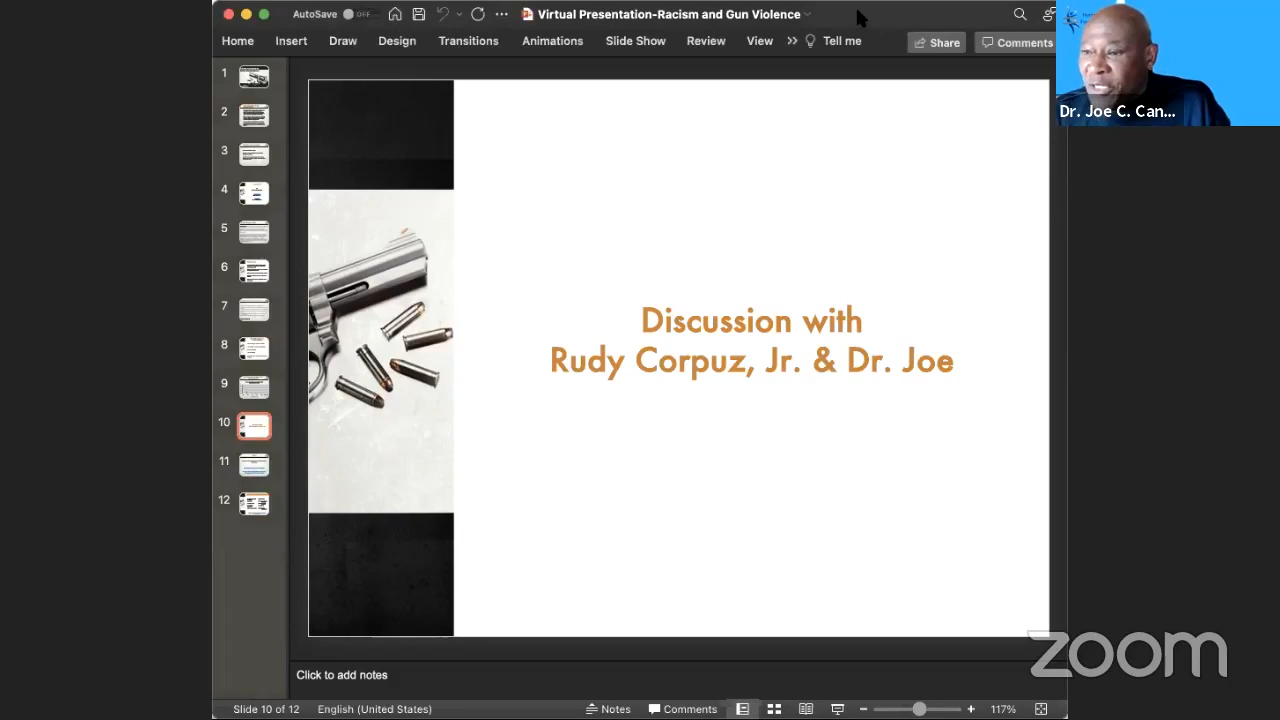 AutoSave OFF
Virtual Presentation-Racism and Gun Violence
Home Insert Draw Design Transitions Animations Slide Show Review View Tell me
Share Comments
Dr. Joe C. Can...
1
2
3
4
5
6
7
8
9
10
11
12
Discussion with
Rudy Corpuz, Jr. & Dr. Joe
Click to add notes
zoom
Slide 10 of 12 English (United States) Notes Comments 117%